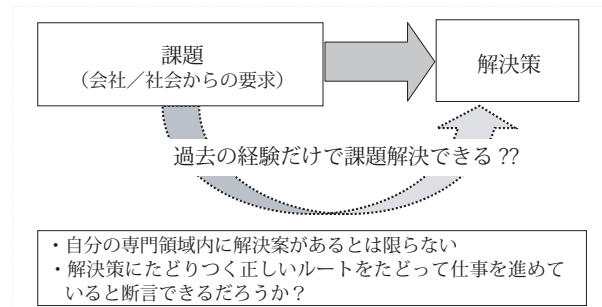 課題
（会社／社会からの要求）
解決策
過去の経験だけで課題解決できる ??
・自分の専門領域内に解決案があるとは限らない
・解決策にたどりつく正しいルートをたどって仕事を進めて
いると断言できるだろうか？